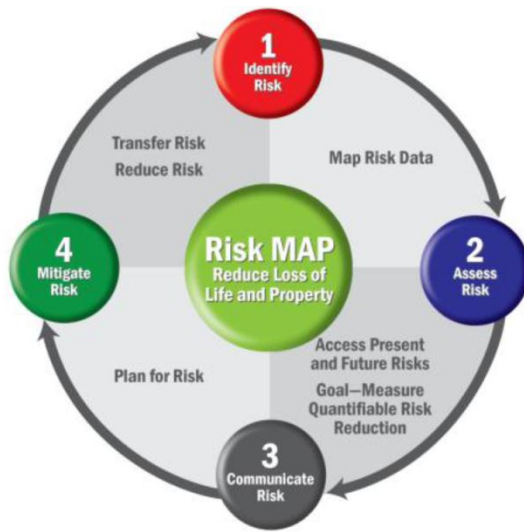 1
Identify
Risk
Transfer Risk
Reduce Risk
Map Risk Data
4
Mitigate
Risk
Risk MAP
Reduce Loss of
Life and Property
2
Assess
Risk
Plan for Risk
Access Present
and Future Risks
Goal—Measure
Quantifiable Risk
Reduction
3
Communicate
Risk